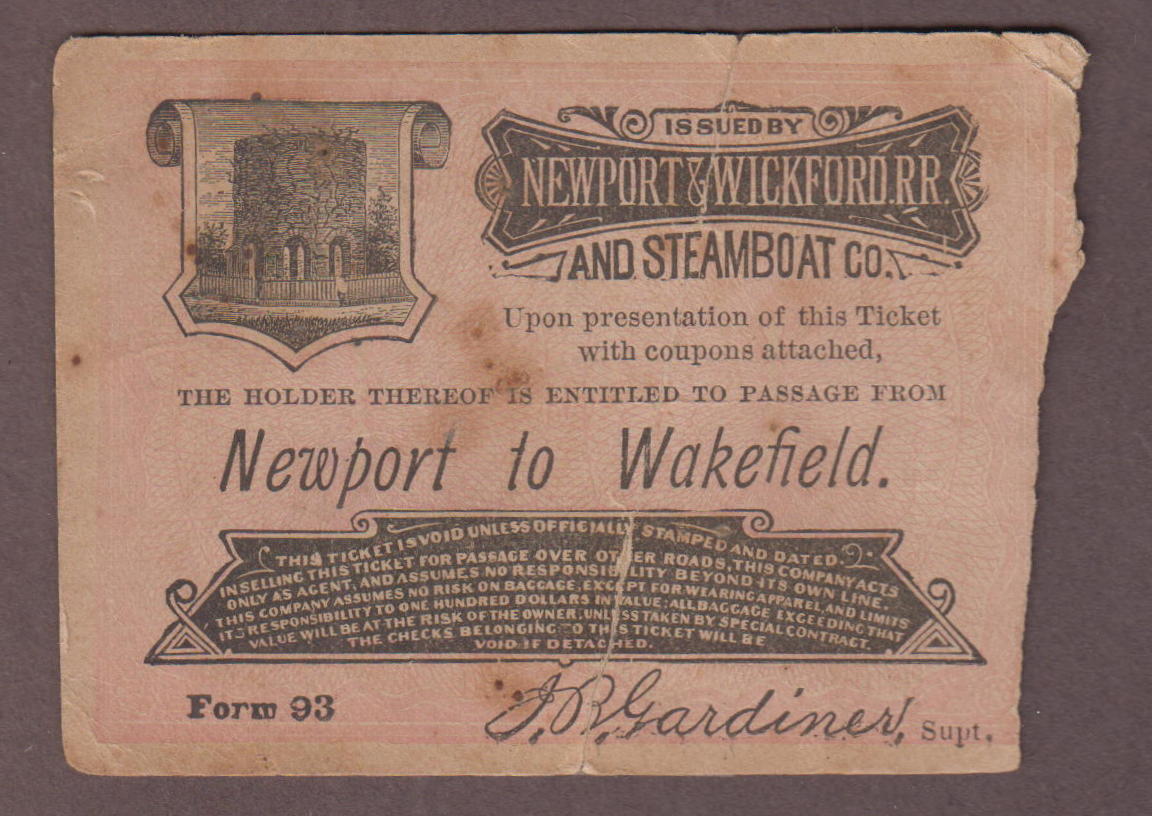 ISSUED BY
NEWPORT & WICKFORD.RR.
AND STEAMBOAT CO.
Upon presentation of this Ticket
with coupons attached,
THE HOLDER THEREOF IS ENTITLED TO PASSAGE FROM
Newport to Wakefield.
THIS TICKET IS VOID UNLESS OFFICIALLY STAMPED AND DATED.
IN SELLING THIS TICKET FOR PASSAGE OVER OTHER ROADS, THIS COMPANY ACTS
ONLY AS AGENT, AND ASSUMES NO RESPONSIBILITY BEYOND ITS OWN LINE.
THIS COMPANY ASSUMES NO RISK ON BAGGAGE, EXCEPT FOR WEARING APPAREL, AND LIMITS
ITS RESPONSIBILITY TO ONE HUNDRED DOLLARS IN VALUE; ALL BAGGAGE EXCEEDING THAT
VALUE WILL BE AT THE RISK OF THE OWNER, UNLESS TAKEN BY SPECIAL CONTRACT.
THE CHECKS BELONGING TO THIS TICKET WILL BE
VOID IF DETACHED.
Form 93
J.R. Gardiner, Supt.